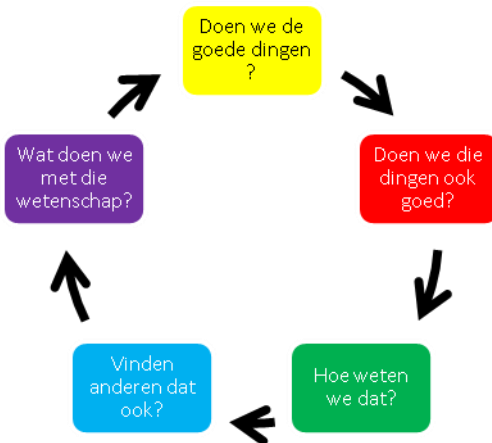 Doen we de
goede dingen
?
Doen we die
dingen ook
goed?
Hoe weten
we dat?
Vinden
anderen dat
ook?
Wat doen we
met die
wetenschap?